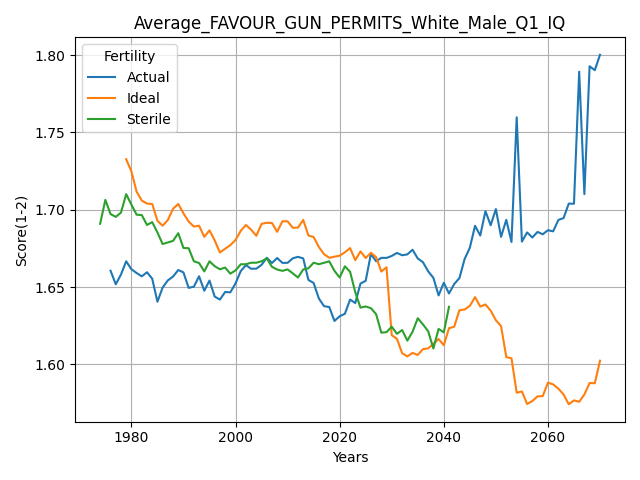 Average_FAVOUR_GUN_PERMITS_White_Male_Q1_IQ
Fertility
Actual
Ideal
Sterile
Score(1-2)
1.80
1.75
1.70
1.65
1.60
1980 2000 2020 2040 2060
Years